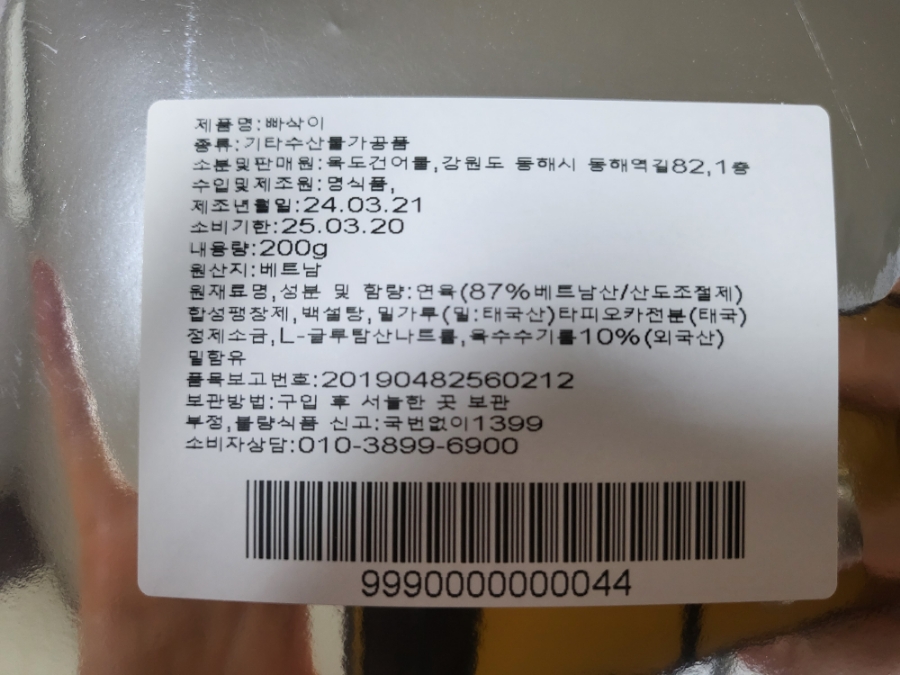 제품명:빠삭이
종류:기타수산물가공품
소분및판매원:묵도건어물,강원도 동해시 동해역길82,1층
수입및제조원:명식품,
제조년월일:24.03.21
소비기한:25.03.20
내용량:200g
원산지:베트남
원재료명,성분 및 함량:연육(87%베트남산/산도조절제)
합성팽창제,백설탕,밀가루(밀:태국산)타피오카전분(태국)
정제소금,L-글루탐산나트륨,옥수수기름10%(외국산)
밀함유
품목보고번호:20190482560212
보관방법:구입 후 서늘한 곳 보관
부정,불량식품 신고:국번없이1399
소비자상담:010-3899-6900
9990000000044